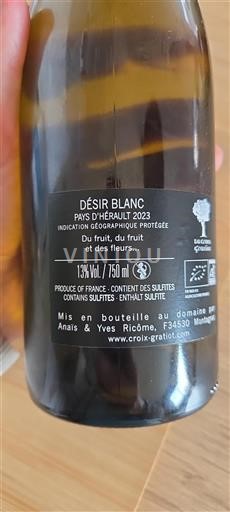 DÉSIR BLANC
PAYS D'HÉRAULT 2023
INDICATION GÉOGRAPHIQUE PROTÉGÉE
VINIOU
Du fruit, du fruit
et des fleurs...
13% Vol. / 750 ml
PRODUCE OF FRANCE - CONTIENT DES SULFITES
CONTAINS SULFITES - ENTHÄLT SULFITE
Mis en bouteille au domaine par
Anaïs & Yves Ricôme, F34530 Montagnac
www.croix-gratiot.com